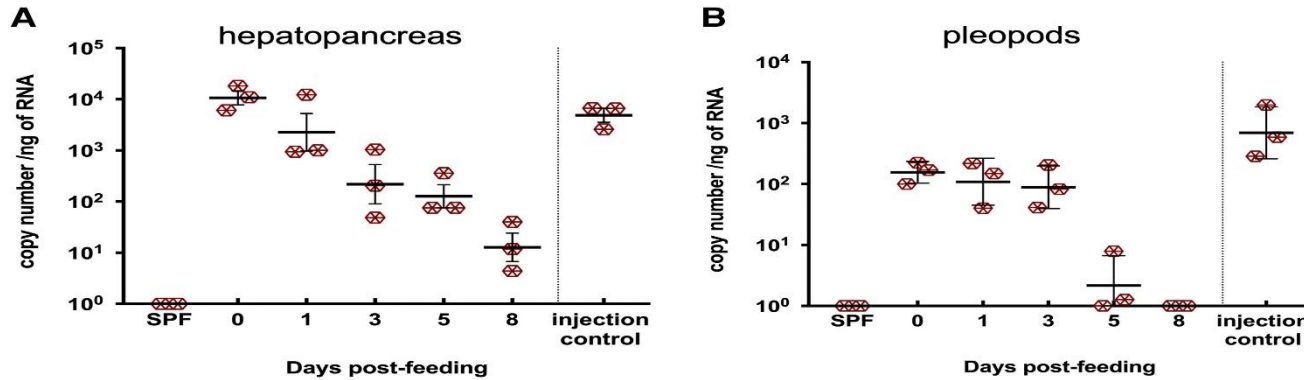 A
hepatopancreas
copy number /ng of RNA
10⁵
10⁴
10³
10²
10¹
10⁰
SPF 0 1 3 5 8 injection
control
Days post-feeding
B
pleopods
copy number /ng of RNA
10⁴
10³
10²
10¹
10⁰
SPF 0 1 3 5 8 injection
control
Days post-feeding